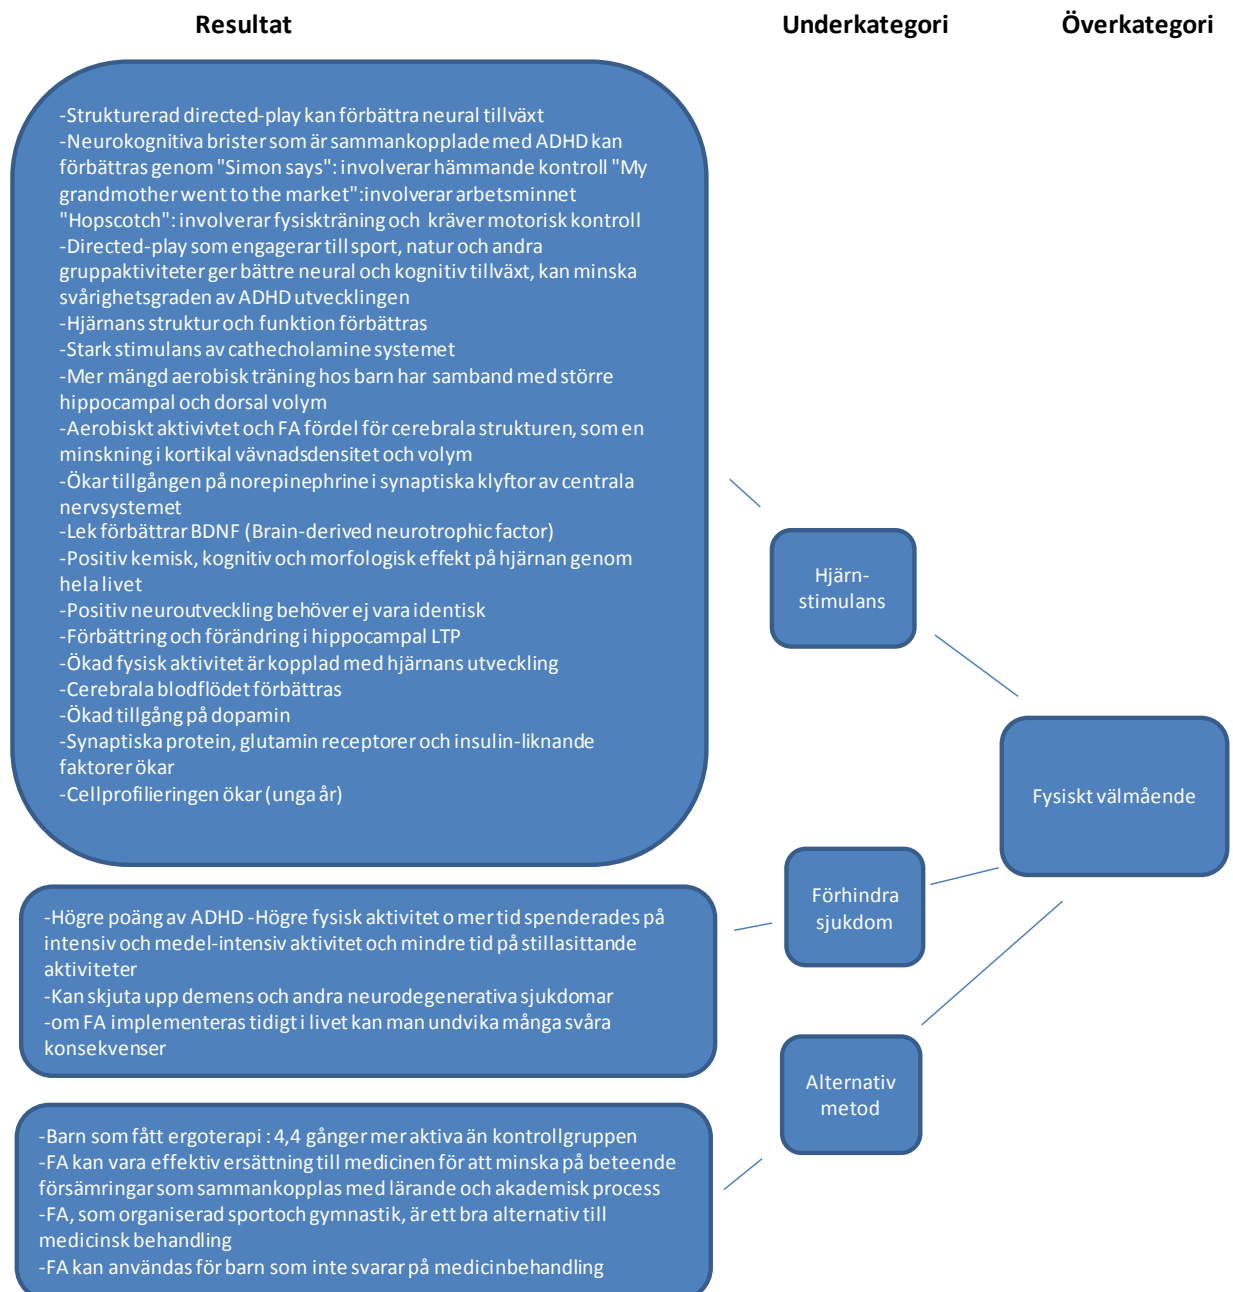 Resultat
Underkategori
Överkategori
-Strukturerad directed-play kan förbättra neural tillväxt
-Neurokognitiva brister som är sammankopplade med ADHD kan
förbättras genom "Simon says": involverar hämmande kontroll "My
grandmother went to the market":involverar arbetsminnet
"Hopscotch": involverar fysiskträning och kräver motorisk kontroll
-Directed-play som engagerar till sport, natur och andra
gruppaktiviteter ger bättre neural och kognitiv tillväxt, kan minska
svårighetsgraden av ADHD utvecklingen
-Hjärnans struktur och funktion förbättras
-Stark stimulans av cathecholamine systemet
-Mer mängd aerobisk träning hos barn har samband med större
hippocampal och dorsal volym
-Aerobiskt aktivivtet och FA fördel för cerebrala strukturen, som en
minskning i kortikal vävnadsdensitet och volym
-Ökar tillgången på norepinephrine i synaptiska klyftor av centrala
nervsystemet
-Lek förbättrar BDNF (Brain-derived neurotrophic factor)
-Positiv kemisk, kognitiv och morfologisk effekt på hjärnan genom
hela livet
-Positiv neuroutveckling behöver ej vara identisk
-Förbättring och förändring i hippocampal LTP
-Ökad fysisk aktivitet är kopplad med hjärnans utveckling
-Cerebrala blodflödet förbättras
-Ökad tillgång på dopamin
-Synaptiska protein, glutamin receptorer och insulin-liknande
faktorer ökar
-Cellprofilieringen ökar (unga år)
Hjärn-
stimulans
Fysiskt välmående
-Högre poäng av ADHD -Högre fysisk aktivitet o mer tid spenderades på
intensiv och medel-intensiv aktivitet och mindre tid på stillasittande
aktiviteter
-Kan skjuta upp demens och andra neurodegenerativa sjukdomar
-om FA implementeras tidigt i livet kan man undvika många svåra
konsekvenser
Förhindra
sjukdom
Alternativ
metod
-Barn som fått ergoterapi : 4,4 gånger mer aktiva än kontrollgruppen
-FA kan vara effektiv ersättning till medicinen för att minska på beteende
försämringar som sammankopplas med lärande och akademisk process
-FA, som organiserad sportoch gymnastik, är ett bra alternativ till
medicinsk behandling
-FA kan användas för barn som inte svarar på medicinbehandling